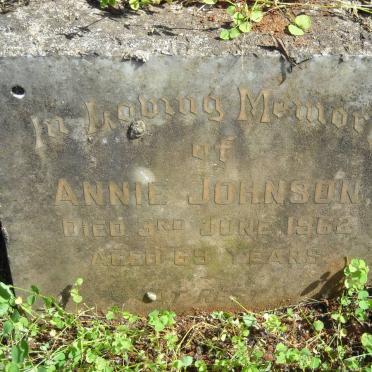 In Loving Memory
of
ANNIE JOHNSON
DIED 3RD JUNE 1962
AGED 69 YEARS